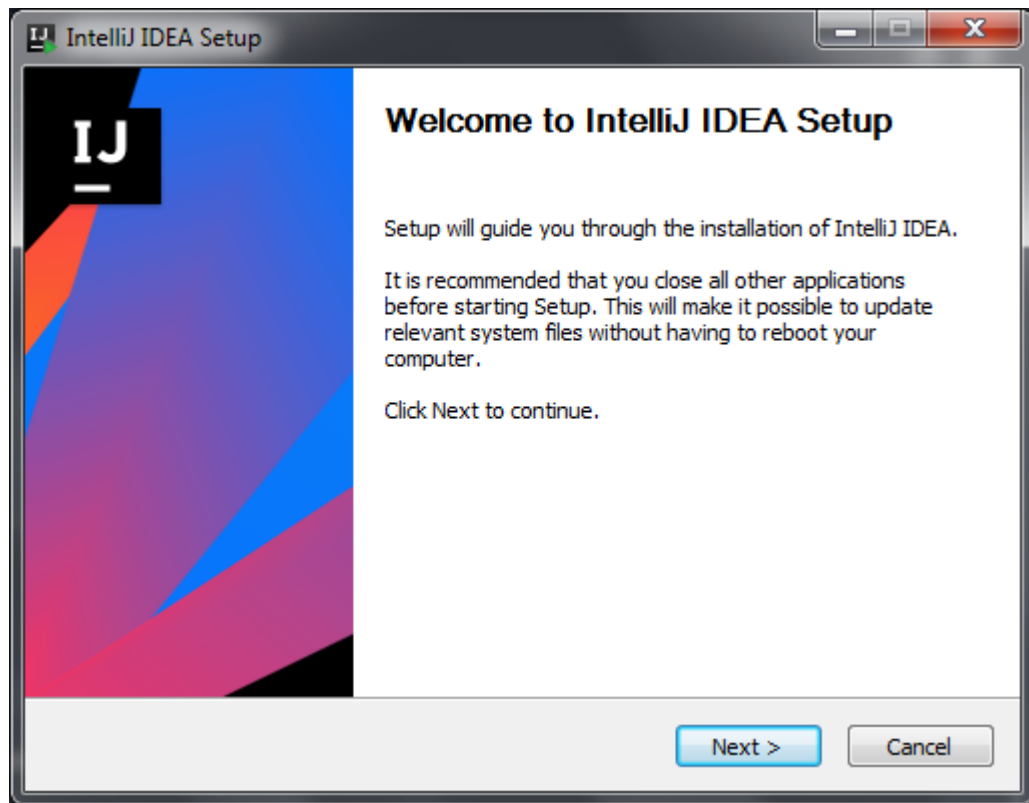 IntelliJ IDEA Setup
IJ
Welcome to IntelliJ IDEA Setup
Setup will guide you through the installation of IntelliJ IDEA.
It is recommended that you close all other applications
before starting Setup. This will make it possible to update
relevant system files without having to reboot your
computer.
Click Next to continue.
Next >
Cancel